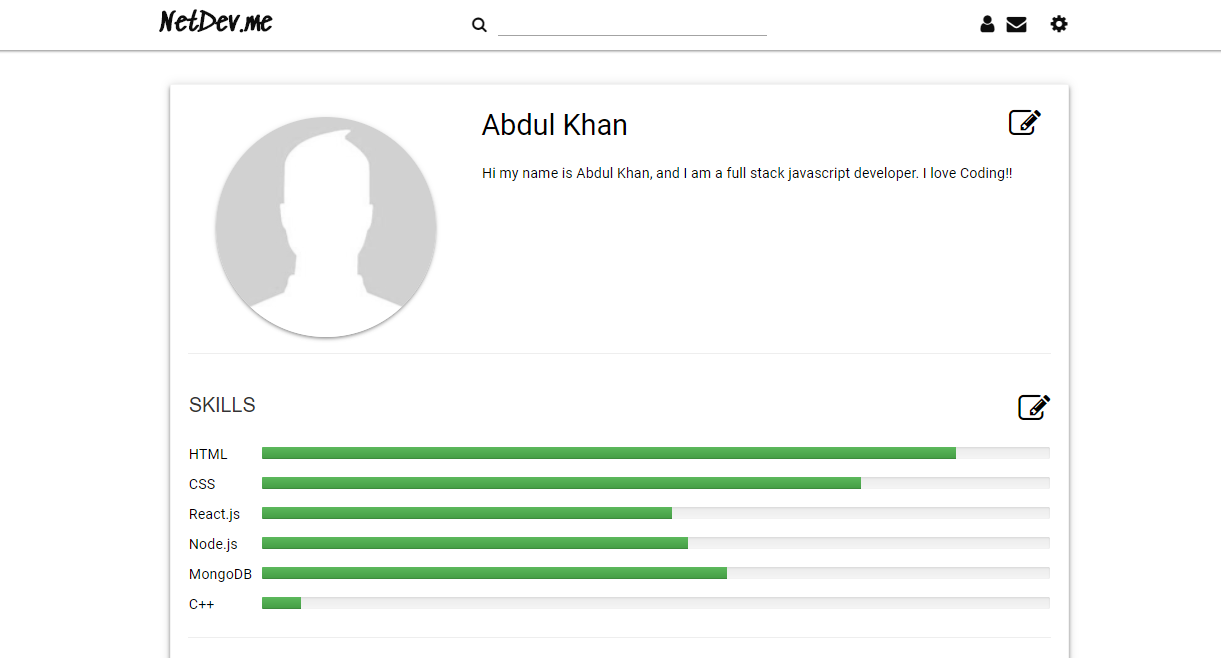 NetDev.me
Abdul Khan
Hi my name is Abdul Khan, and I am a full stack javascript developer. I love Coding!!
SKILLS
HTML
CSS
React.js
Node.js
MongoDB
C++